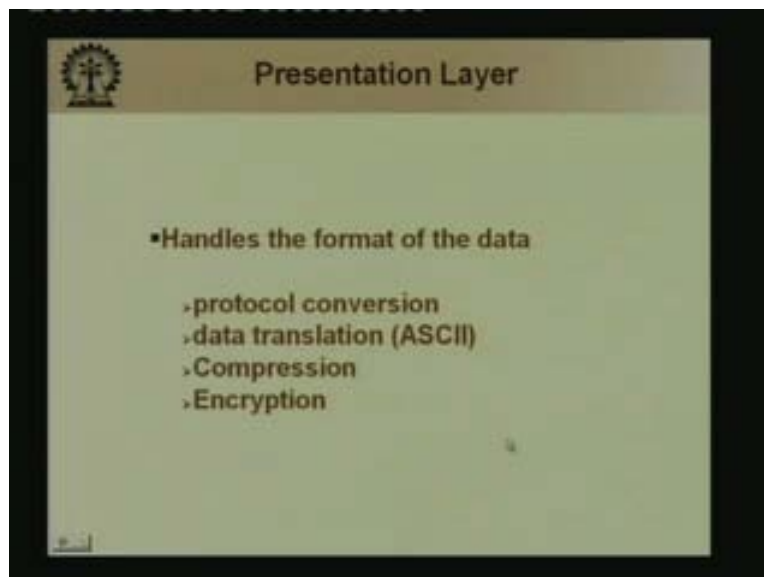 Presentation Layer
▪Handles the format of the data
➢protocol conversion
➢data translation (ASCII)
➢Compression
➢Encryption